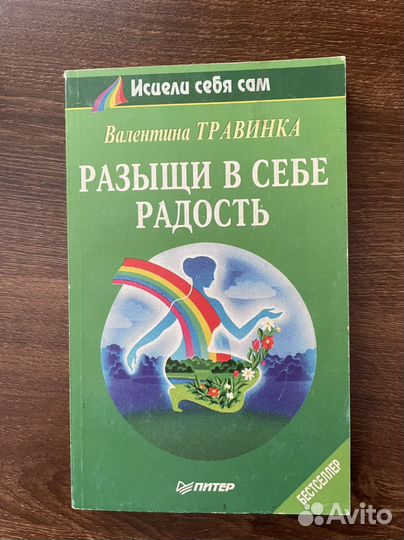 Исцели себя сам
Валентина ТРАВИНКА
РАЗЫЩИ В СЕБЕ
РАДОСТЬ
ПИТЕР
БЕСТСЕЛЛЕР
Avito